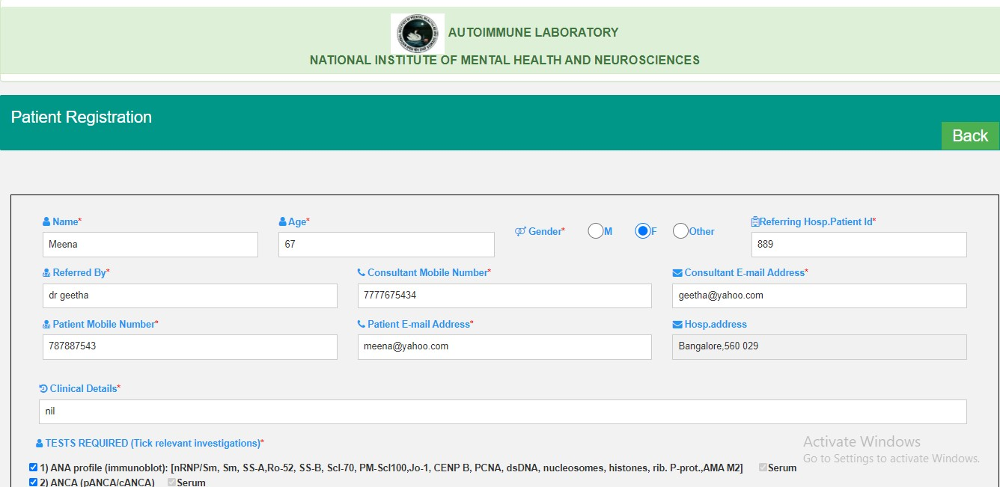 AUTOIMMUNE LABORATORY
NATIONAL INSTITUTE OF MENTAL HEALTH AND NEUROSCIENCES
Patient Registration
Back
Name* Age* Gender* M F Other Referring Hosp.Patient Id*
Meena 67 889
Referred By* Consultant Mobile Number* Consultant E-mail Address*
dr geetha 7777675434 geetha@yahoo.com
Patient Mobile Number* Patient E-mail Address* Hosp.address
787887543 meena@yahoo.com Bangalore,560 029
Clinical Details*
nil
TESTS REQUIRED (Tick relevant investigations)*
Activate Windows
Go to Settings to activate Windows.
1) ANA profile (immunoblot): [nRNP/Sm, Sm, SS-A,Ro-52, SS-B, Scl-70, PM-Scl100,Jo-1, CENP B, PCNA, dsDNA, nucleosomes, histones, rib. P-prot.,AMA M2] Serum
2) ANCA (pANCA/cANCA) Serum